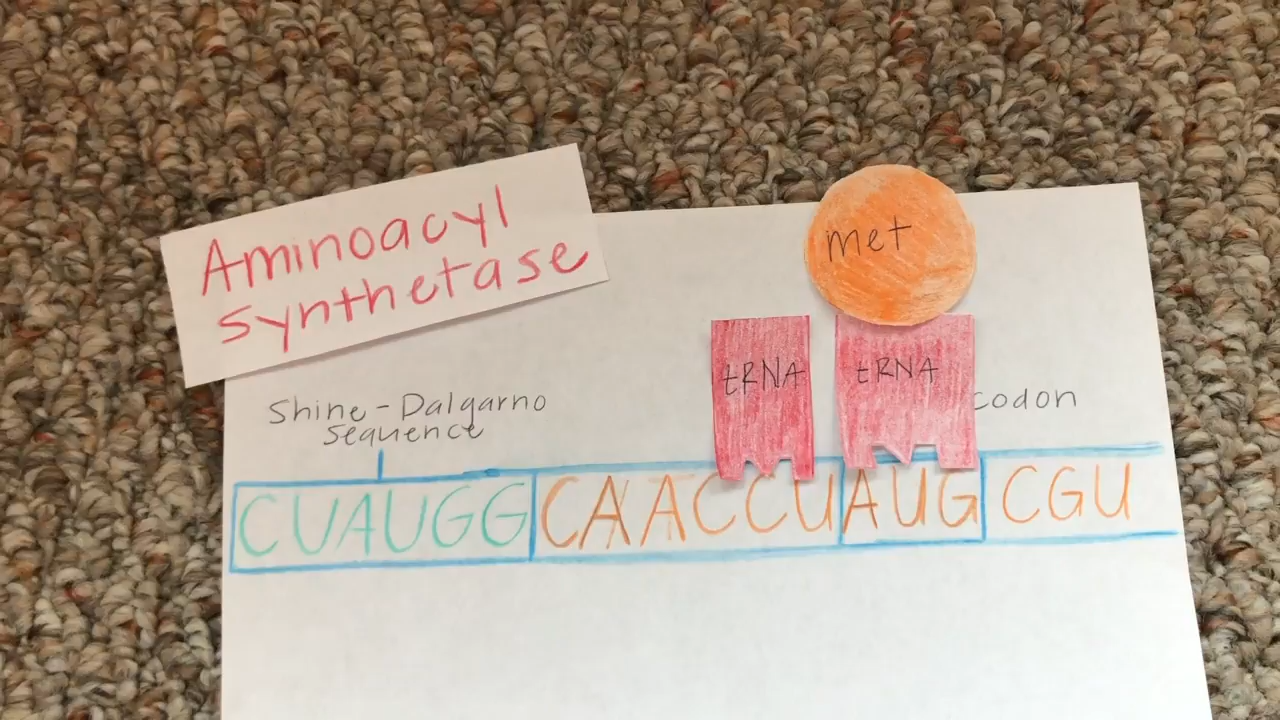 Aminoacyl
synthetase
met
tRNA tRNA
Shine-Dalgarno
sequence
codon
CUAUGG CAACCU AUG CGU